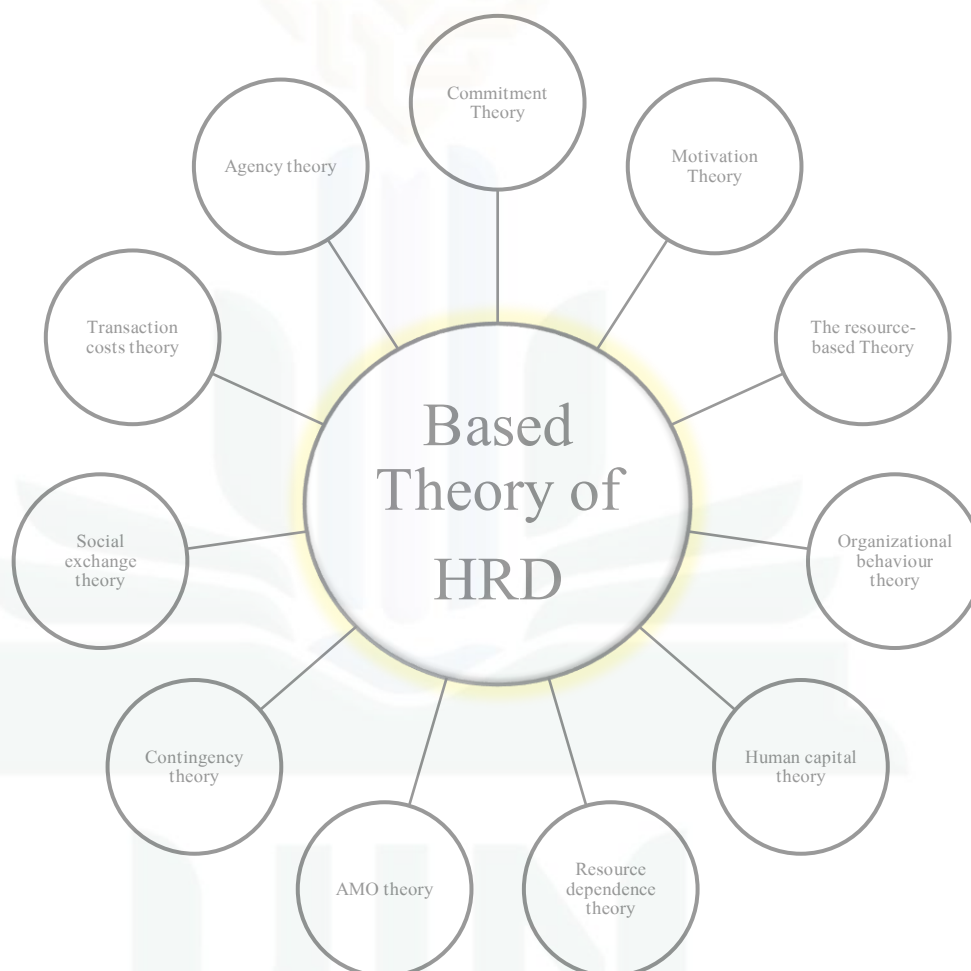 Commitment
Theory
Motivation
Theory
The resource-
based Theory
Organizational
behaviour
theory
Human capital
theory
Resource
dependence
theory
AMO theory
Contingency
theory
Social
exchange
theory
Transaction
costs theory
Agency theory
Based
Theory of
HRD